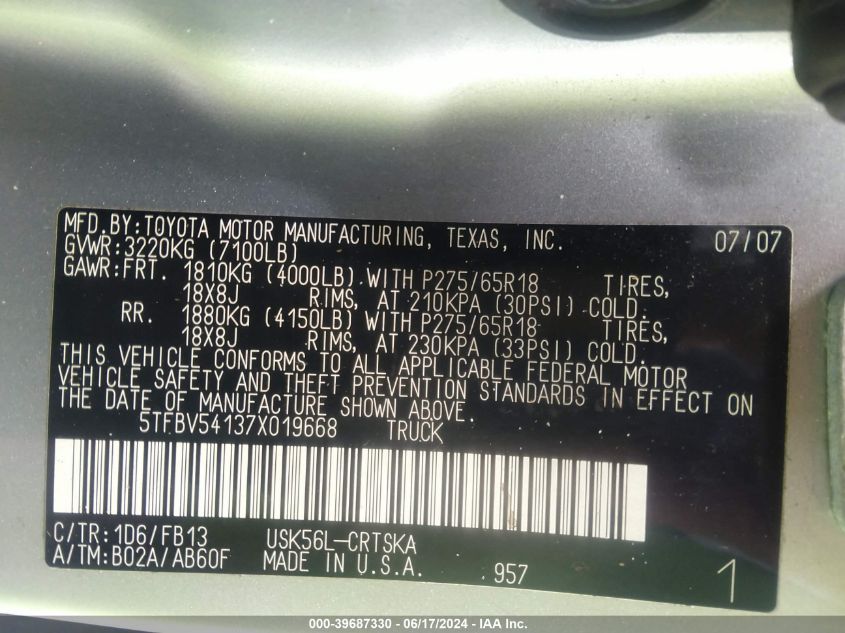 MFD.BY:TOYOTA MOTOR MANUFACTURING, TEXAS, INC. 07/07
GVWR:3220KG (7100LB)
GAWR:FRT. 1810KG (4000LB) WITH P275/65R18 TIRES,
18X8J RIMS, AT 210KPA (30PSI) COLD.
RR. 1880KG (4150LB) WITH P275/65R18 TIRES,
18X8J RIMS, AT 230KPA (33PSI) COLD.
THIS VEHICLE CONFORMS TO ALL APPLICABLE FEDERAL MOTOR
VEHICLE SAFETY AND THEFT PREVENTION STANDARDS IN EFFECT ON
THE DATE OF MANUFACTURE SHOWN ABOVE.
5TFBV54137X019668 TRUCK
C/TR:1D6/FB13 USK56L-CRTSKA
A/TM:B02A/AB60F MADE IN U.S.A. 957 1
000-39687330 - 06/17/2024 - IAA Inc.